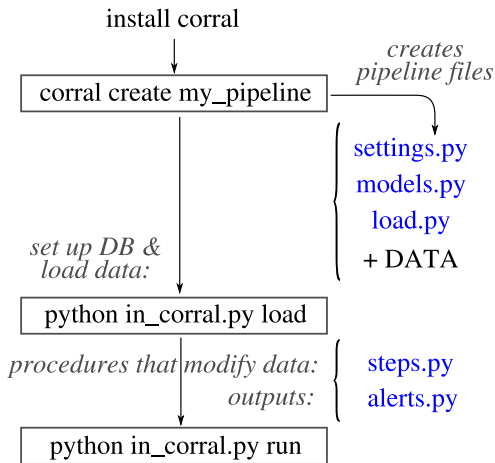 install corral
creates
pipeline files
corral create my_pipeline
settings.py
models.py
load.py
+ DATA
set up DB &
load data:
python in_corral.py load
procedures that modify data:
steps.py
outputs:
alerts.py
python in_corral.py run